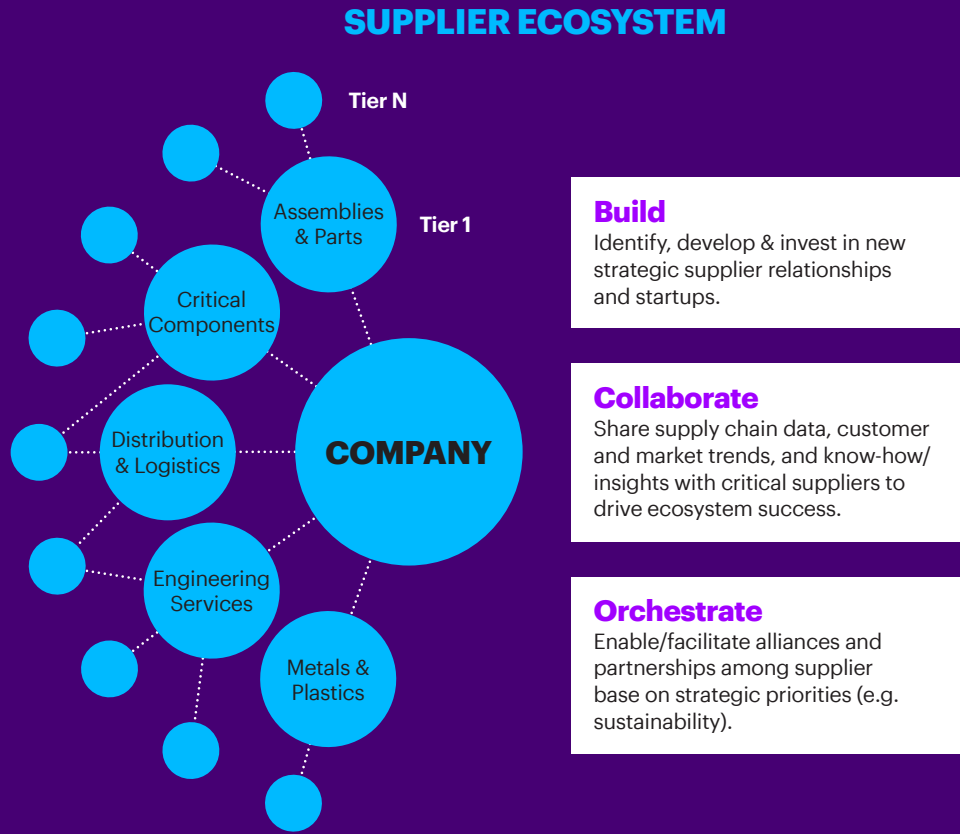 SUPPLIER ECOSYSTEM
Tier N
Assemblies
& Parts
Tier 1
Critical
Components
Distribution
& Logistics
COMPANY
Engineering
Services
Metals &
Plastics
Build
Identify, develop & invest in new
strategic supplier relationships
and startups.
Collaborate
Share supply chain data, customer
and market trends, and know-how/
insights with critical suppliers to
drive ecosystem success.
Orchestrate
Enable/facilitate alliances and
partnerships among supplier
base on strategic priorities (e.g.
sustainability).